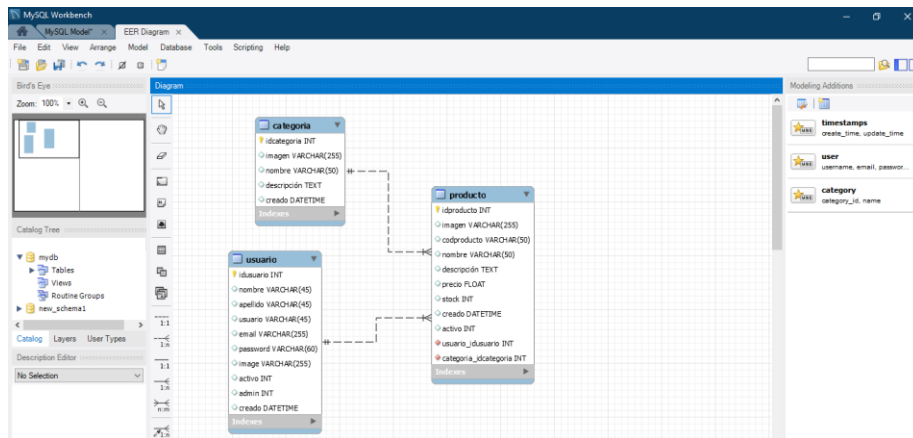 MySQL Workbench
MySQL Model* ×
EER Diagram ×
File Edit View Arrange Model Database Tools Scripting Help
Bird's Eye
Zoom: 100%
Catalog Tree
mydb
Tables
Views
Routine Groups
new_schema1
Catalog Layers User Types
Description Editor
No Selection
Diagram
1:1
1:n
1:1
1:n
n:m
1:n
categoria
idcategoria INT
imagen VARCHAR(255)
nombre VARCHAR(50)
descripción TEXT
creado DATETIME
Indexes
usuario
idusuario INT
nombre VARCHAR(45)
apellido VARCHAR(45)
usuario VARCHAR(45)
email VARCHAR(255)
password VARCHAR(60)
image VARCHAR(255)
activo INT
admin INT
creado DATETIME
Indexes
producto
idproducto INT
imagen VARCHAR(255)
codproducto VARCHAR(50)
nombre VARCHAR(50)
descripción TEXT
precio FLOAT
stock INT
creado DATETIME
activo INT
usuario_idusuario INT
categoria_idcategoria INT
Indexes
Modeling Additions
timestamps
create_time, update_time
user
username, email, passwor...
category
category_id, name